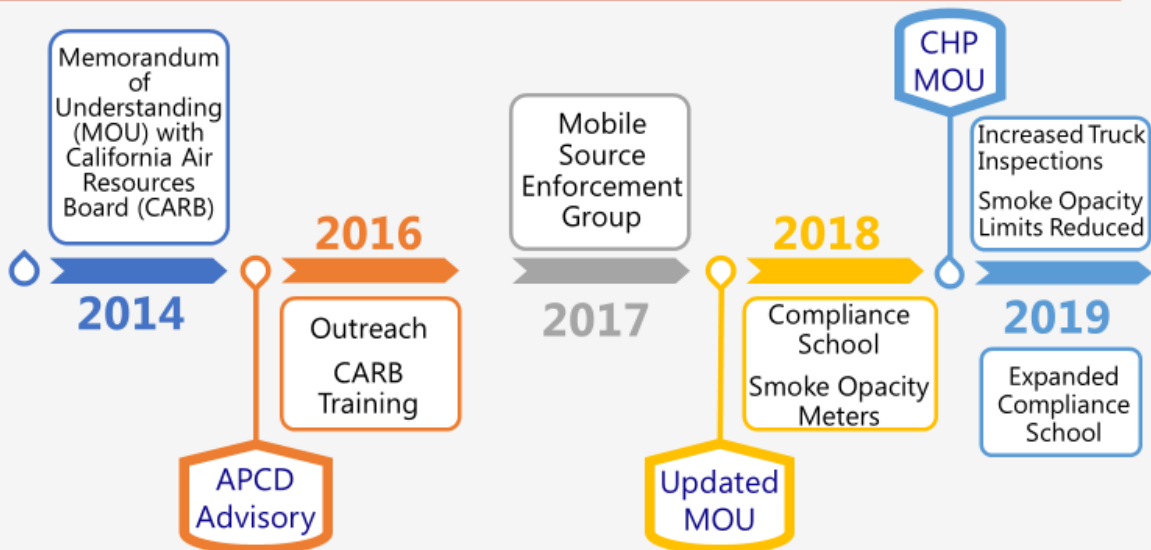 Memorandum
of
Understanding
(MOU) with
California Air
Resources
Board (CARB)
2014
APCD
Advisory
2016
Outreach
CARB
Training
Mobile
Source
Enforcement
Group
2017
Updated
MOU
2018
Compliance
School
Smoke Opacity
Meters
CHP
MOU
Increased Truck
Inspections
Smoke Opacity
Limits Reduced
2019
Expanded
Compliance
School